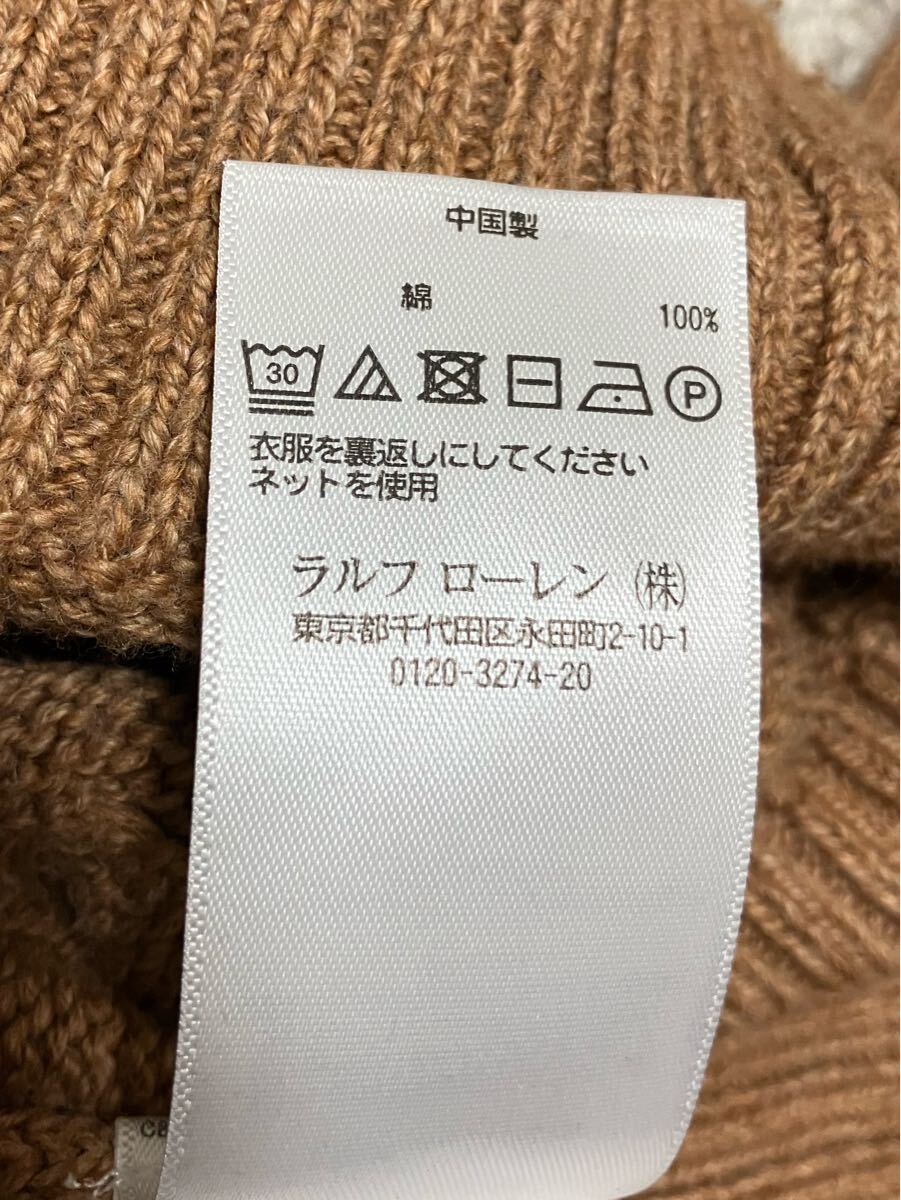 中国製
綿 100%
30 P
衣服を裏返しにしてください
ネットを使用
ラルフ ローレン (株)
東京都千代田区永田町2-10-1
0120-3274-20